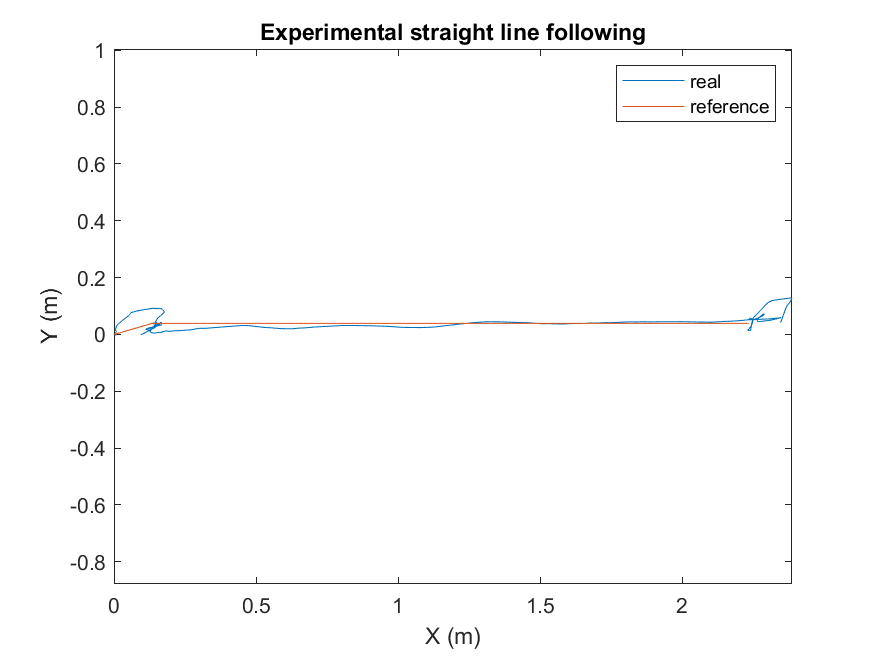 Experimental straight line following
real
reference
1
0.8
0.6
0.4
0.2
0
-0.2
-0.4
-0.6
-0.8
Y (m)
0 0.5 1 1.5 2
X (m)